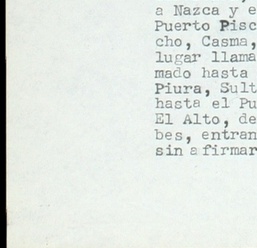 a Nazca y e
Puerto Pisc
cho, Casma,
lugar llama
mado hasta
Piura, Sult
hasta el Pu
El Alto, de
bes, entran
sin afirmar